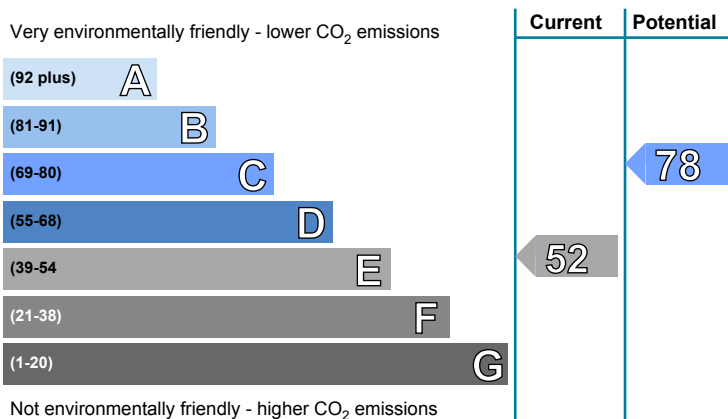 Current Potential
Very environmentally friendly - lower CO2 emissions
(92 plus) A
(81-91) B
(69-80) C
78
(55-68) D
(39-54 E
52
(21-38) F
(1-20) G
Not environmentally friendly - higher CO2 emissions